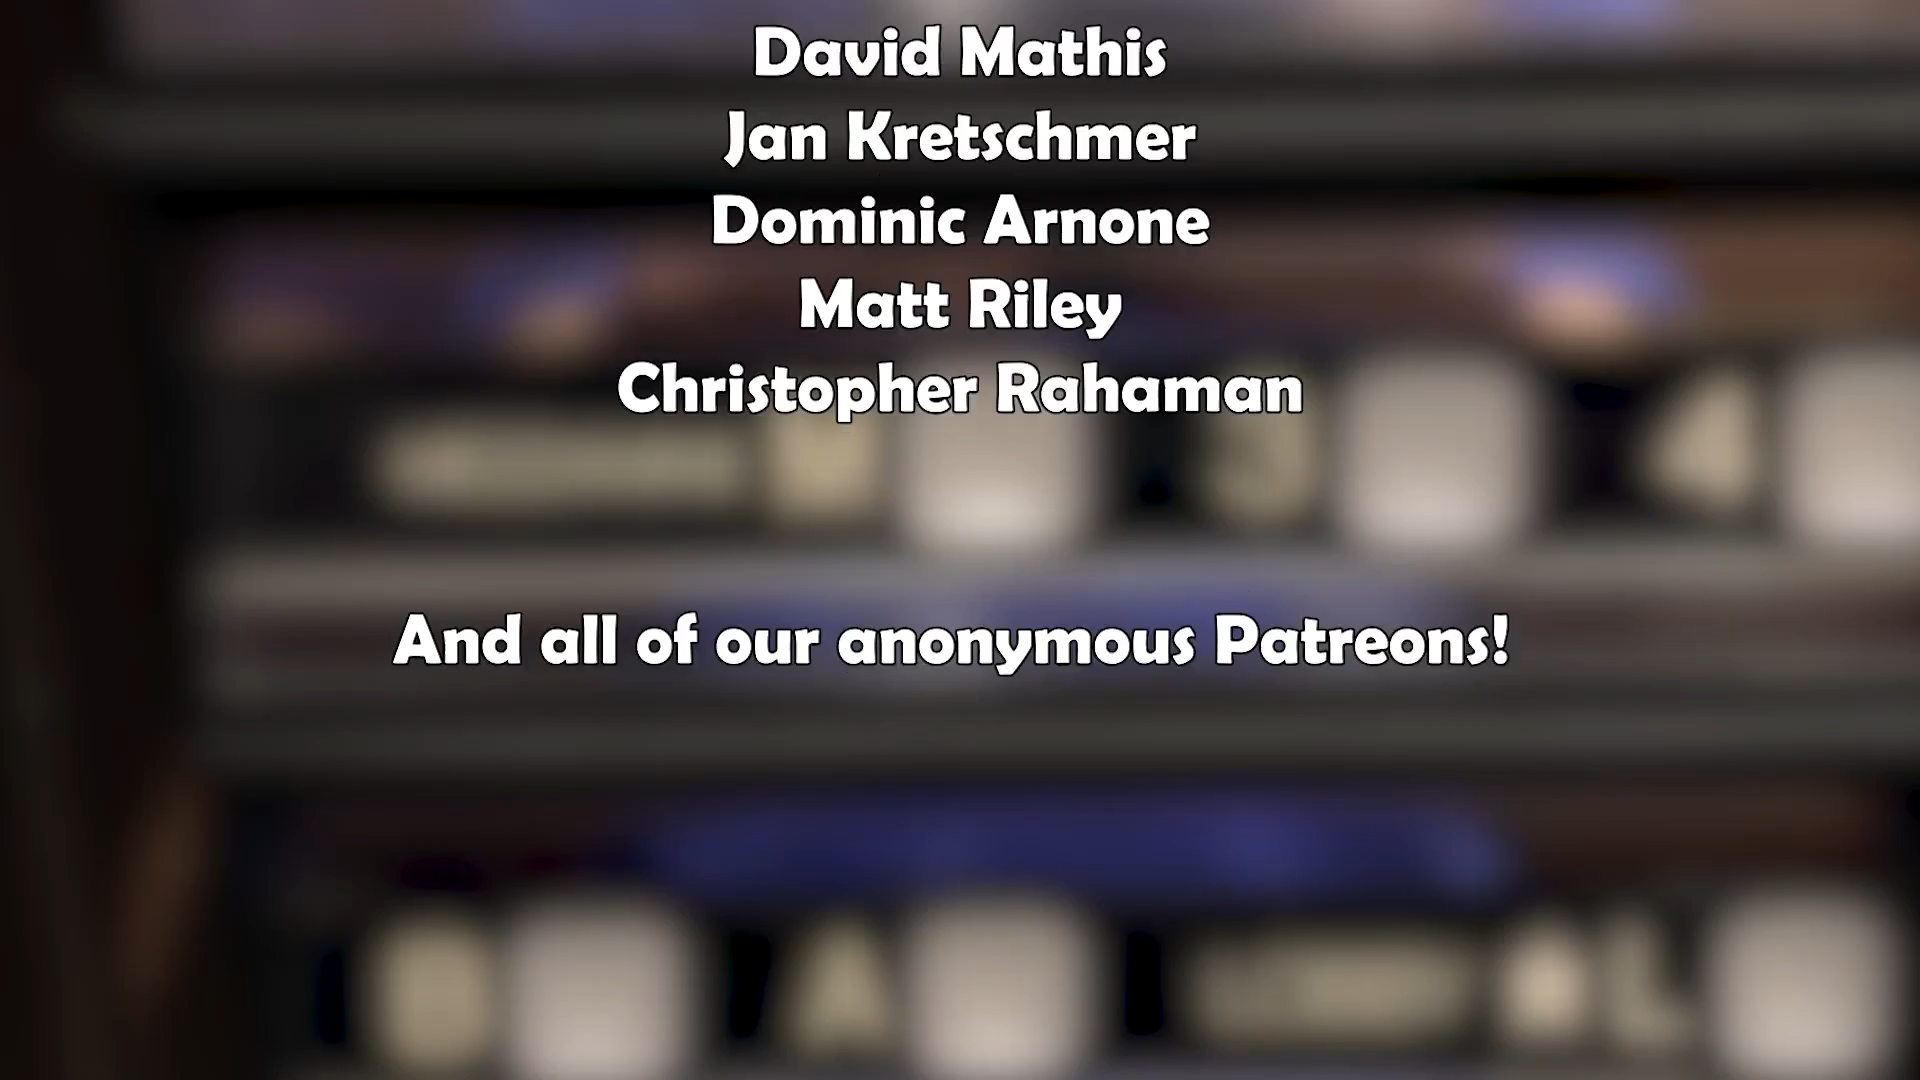 David Mathis
Jan Kretschmer
Dominic Arnone
Matt Riley
Christopher Rahaman
And all of our anonymous Patreons!